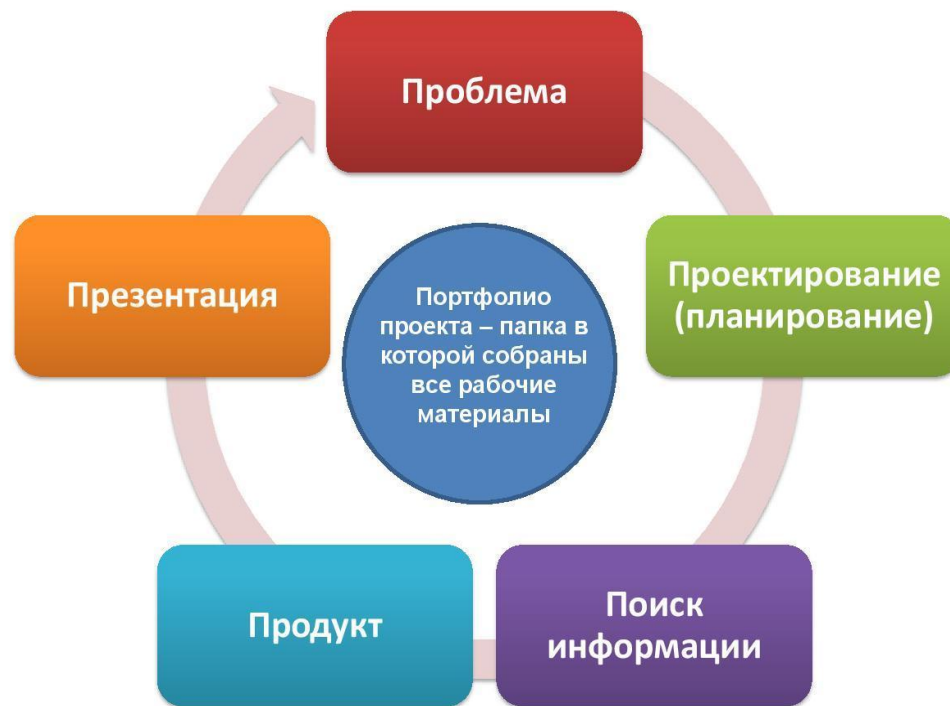 Проблема
Проектирование
(планирование)
Поиск
информации
Продукт
Презентация
Портфолио
проекта – папка в
которой собраны
все рабочие
материалы